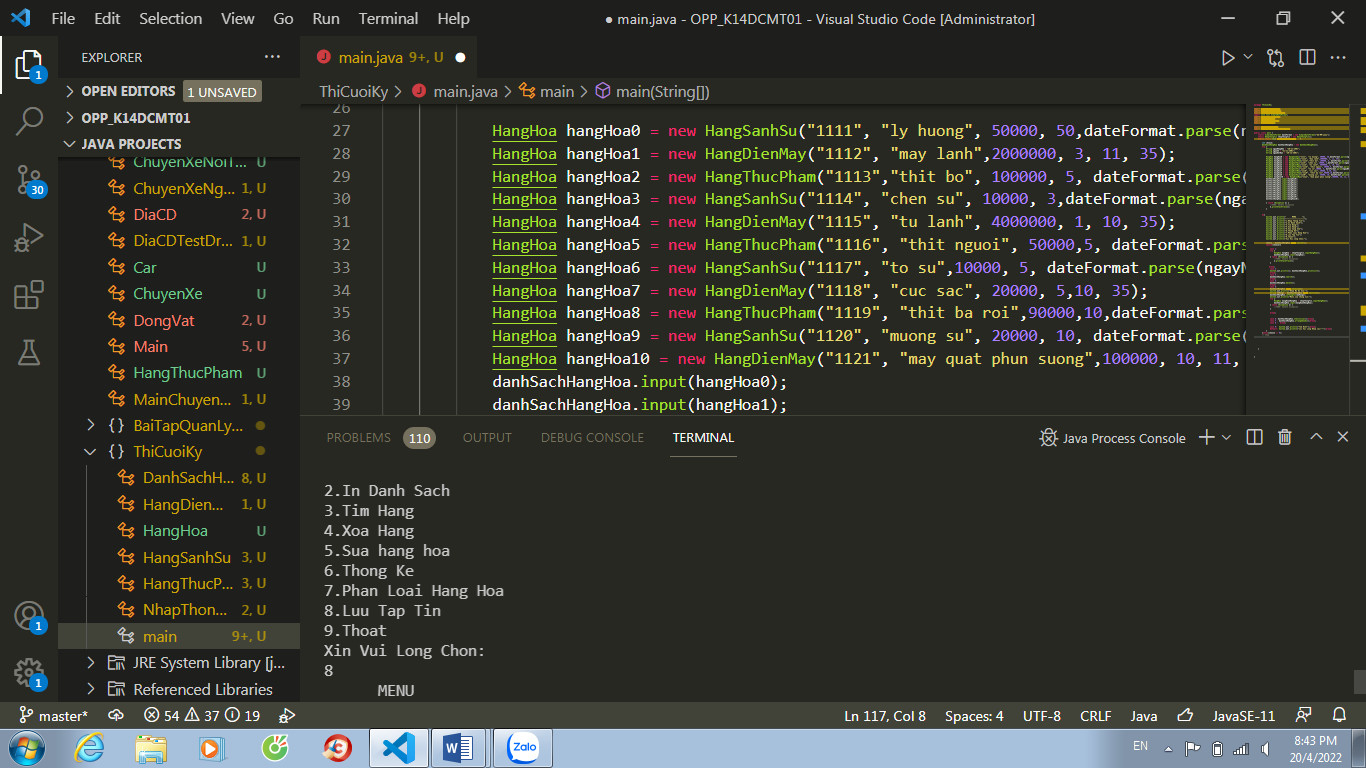 File Edit Selection View Go Run Terminal Help
● main.java - OPP_K14DCMT01 - Visual Studio Code [Administrator]
EXPLORER
main.java 9+, U
OPEN EDITORS 1 UNSAVED
OPP_K14DCMT01
JAVA PROJECTS
ChuyenXeNoiT... U
ChuyenXeNg... 1, U
DiaCD 2, U
DiaCDTestDr... 1, U
Car U
ChuyenXe U
DongVat 2, U
Main 5, U
HangThucPham U
MainChuyen... 1, U
{} BaiTapQuanLy...
{} ThiCuoiKy
DanhSachH... 8, U
HangDien... 1, U
HangHoa U
HangSanhSu 3, U
HangThucP... 3, U
NhapThon... 2, U
main 9+, U
JRE System Library [j...
Referenced Libraries
1
30
1
1
ThiCuoiKy > main.java > main > main(String[])
26
27 HangHoa hangHoa0 = new HangSanhSu("1111", "ly huong", 50000, 50,dateFormat.parse(n
28 HangHoa hangHoa1 = new HangDienMay("1112", "may lanh",2000000, 3, 11, 35);
29 HangHoa hangHoa2 = new HangThucPham("1113","thit bo", 100000, 5, dateFormat.parse(
30 HangHoa hangHoa3 = new HangSanhSu("1114", "chen su", 10000, 3,dateFormat.parse(nga
31 HangHoa hangHoa4 = new HangDienMay("1115", "tu lanh", 4000000, 1, 10, 35);
32 HangHoa hangHoa5 = new HangThucPham("1116", "thit nguoi", 50000,5, dateFormat.pars
33 HangHoa hangHoa6 = new HangSanhSu("1117", "to su",10000, 5, dateFormat.parse(ngayN
34 HangHoa hangHoa7 = new HangDienMay("1118", "cuc sac", 20000, 5,10, 35);
35 HangHoa hangHoa8 = new HangThucPham("1119", "thit ba roi",90000,10,dateFormat.pars
36 HangHoa hangHoa9 = new HangSanhSu("1120", "muong su", 20000, 10, dateFormat.parse(
37 HangHoa hangHoa10 = new HangDienMay("1121", "may quat phun suong",100000, 10, 11,
38 danhSachHangHoa.input(hangHoa0);
39 danhSachHangHoa.input(hangHoa1);
PROBLEMS 110 OUTPUT DEBUG CONSOLE TERMINAL
Java Process Console
2.In Danh Sach
3.Tim Hang
4.Xoa Hang
5.Sua hang hoa
6.Thong Ke
7.Phan Loai Hang Hoa
8.Luu Tap Tin
9.Thoat
Xin Vui Long Chon:
8
MENU
master* 54 37 19
Ln 117, Col 8 Spaces: 4 UTF-8 CRLF Java JavaSE-11
Zalo
EN
8:43 PM
20/4/2022